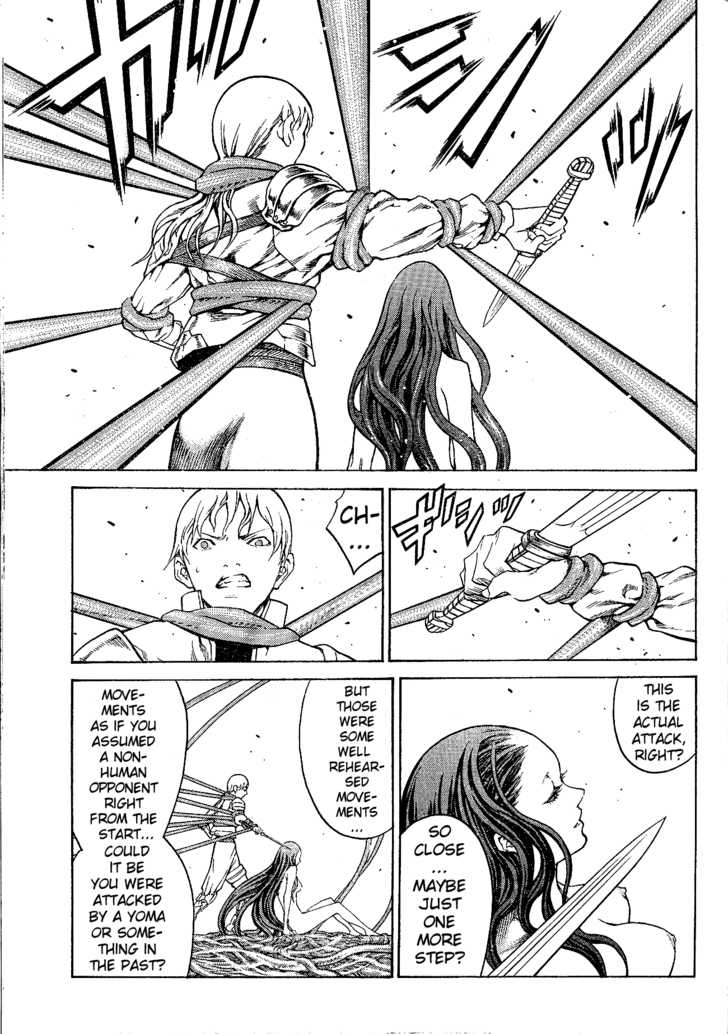 CH-
...
THIS
IS THE
ACTUAL
ATTACK,
RIGHT?
SO
CLOSE
...
MAYBE
JUST
ONE
MORE
STEP?
BUT
THOSE
WERE
SOME
WELL
REHEAR-
SED
MOVE-
MENTS
...
MOVE-
MENTS
AS IF YOU
ASSUMED
A NON-
HUMAN
OPPONENT
RIGHT
FROM THE
START...
COULD
IT BE
YOU WERE
ATTACKED
BY A YOMA
OR SOME-
THING IN
THE PAST?